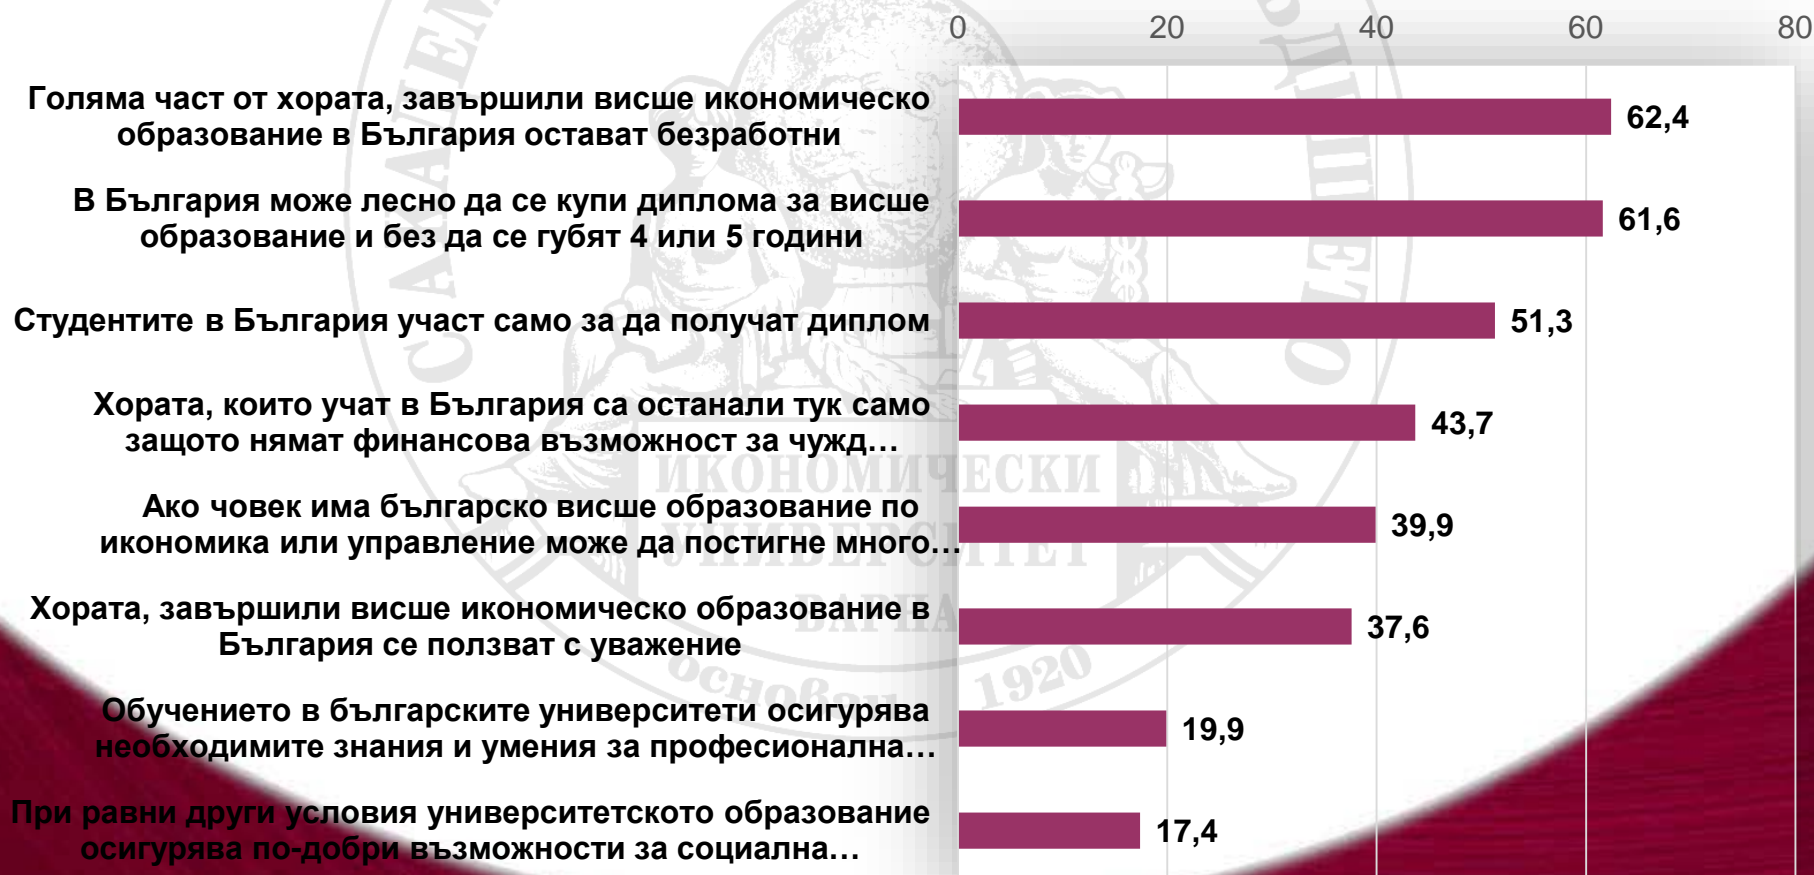 0 20 40 60 80
Голяма част от хората, завършили висше икономическо
образование в България остават безработни
62,4
В България може лесно да се купи диплома за висше
образование и без да се губят 4 или 5 години
61,6
Студентите в България участ само за да получат диплом
51,3
Хората, които учат в България са останали тук само
защото нямат финансова възможност за чужд…
43,7
Ако човек има българско висше образование по
икономика или управление може да постигне много…
39,9
Хората, завършили висше икономическо образование в
България се ползват с уважение
37,6
Обучението в българските университети осигурява
необходимите знания и умения за професионална…
19,9
При равни други условия университетското образование
осигурява по-добри възможности за социална…
17,4
ИКОНОМИЧЕСКИ
УНИВЕРСИТЕТ
ВАРНА
основан 1920